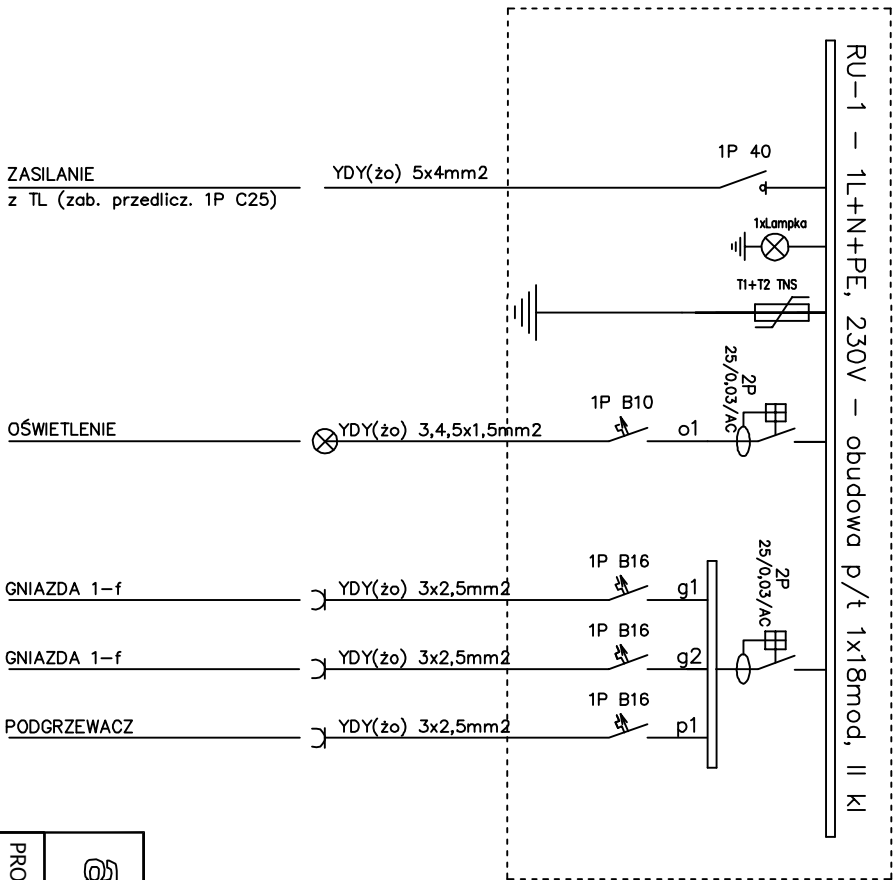 RU-1 - 1L+N+PE, 230V - obudowa p/t 1x18mod, II kl
1P 40
ZASILANIE
YDY(żo) 5x4mm2
z TL (zab. przedlicz. 1P C25)
1xLampka
T1+T2 TNS
2P
25/0,03/AC
1P B10
OŚWIETLENIE
YDY(żo) 3,4,5x1,5mm2
o1
2P
25/0,03/AC
1P B16
GNIAZDA 1-f
YDY(żo) 3x2,5mm2
g1
1P B16
GNIAZDA 1-f
YDY(żo) 3x2,5mm2
g2
1P B16
PODGRZEWACZ
YDY(żo) 3x2,5mm2
p1
PRO